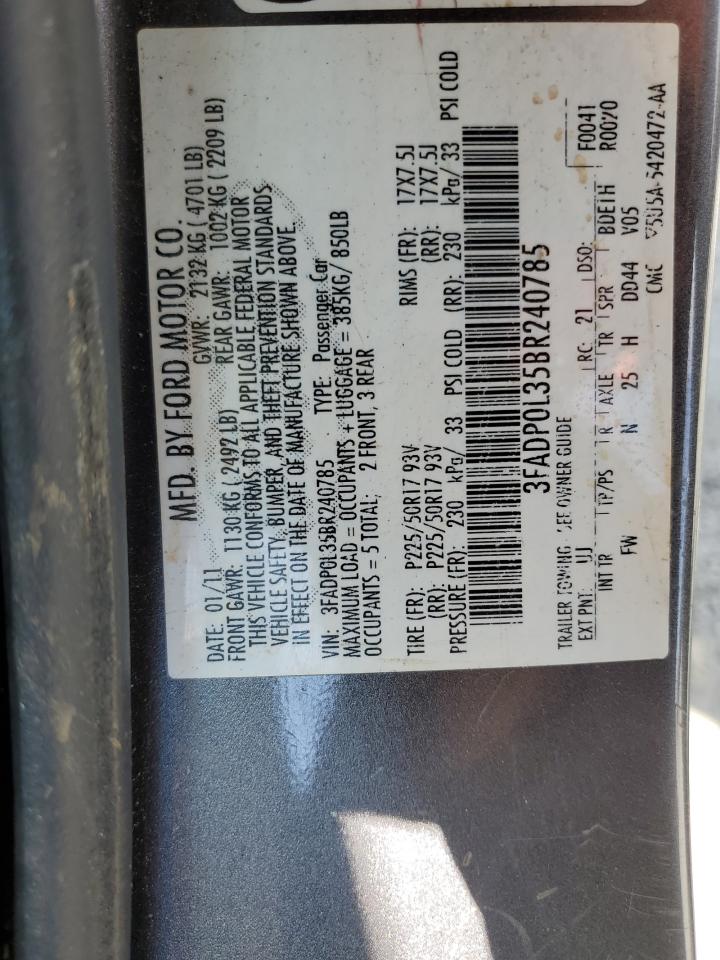 MFD. BY FORD MOTOR CO.
DATE: 01/11 GVWR: 2132 KG ( 4701 LB)
FRONT GAWR: 1130 KG ( 2492 LB) REAR GAWR: 1002 KG ( 2209 LB)
THIS VEHICLE CONFORMS TO ALL APPLICABLE FEDERAL MOTOR
VEHICLE SAFETY, BUMPER, AND THEFT PREVENTION STANDARDS
IN EFFECT ON THE DATE OF MANUFACTURE SHOWN ABOVE.
VIN: 3FADP0L35BR240785 TYPE: Passenger Car
MAXIMUM LOAD = OCCUPANTS + LUGGAGE = 385KG/ 850LB
OCCUPANTS = 5 TOTAL; 2 FRONT, 3 REAR
TIRE (FR): P225/50R17 93V RIMS (FR): 17X7.5J
(RR): P225/50R17 93V (RR): 17X7.5J
PRESSURE (FR): 230 kPa/ 33 PSI COLD (RR): 230 kPa/ 33 PSI COLD
3FADP0L35BR240785
TRAILER TOWING - SEE OWNER GUIDE F0041
EXT PNT: UJ RC: 21 DSO: R0020
INT TR TP/PS R AXLE TR SPR BDE1H
FW N 25 H DD44 V05
CMC 5U5A-5420472-AA